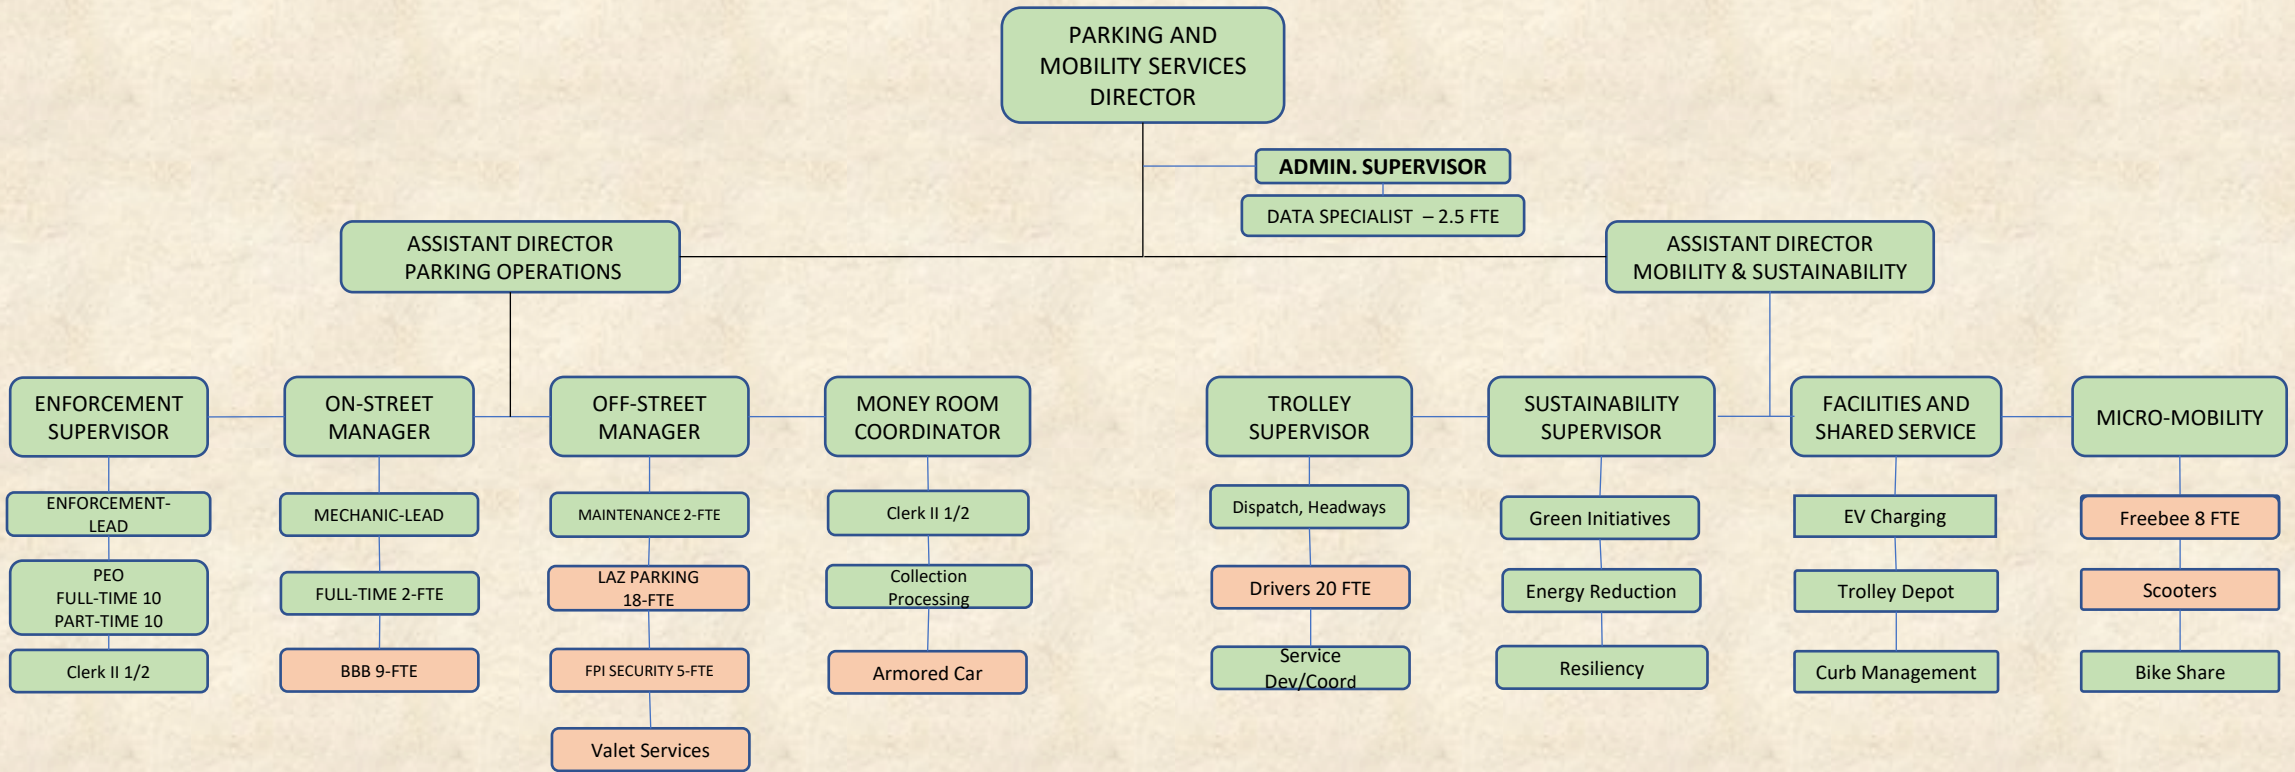 PARKING AND
MOBILITY SERVICES
DIRECTOR
ADMIN. SUPERVISOR
DATA SPECIALIST – 2.5 FTE
ASSISTANT DIRECTOR
PARKING OPERATIONS
ASSISTANT DIRECTOR
MOBILITY & SUSTAINABILITY
ENFORCEMENT
SUPERVISOR
ENFORCEMENT-
LEAD
PEO
FULL-TIME 10
PART-TIME 10
Clerk II 1/2
ON-STREET
MANAGER
MECHANIC-LEAD
FULL-TIME 2-FTE
BBB 9-FTE
OFF-STREET
MANAGER
MAINTENANCE 2-FTE
LAZ PARKING
18-FTE
FPI SECURITY 5-FTE
Valet Services
MONEY ROOM
COORDINATOR
Clerk II 1/2
Collection
Processing
Armored Car
TROLLEY
SUPERVISOR
Dispatch, Headways
Drivers 20 FTE
Service
Dev/Coord
SUSTAINABILITY
SUPERVISOR
Green Initiatives
Energy Reduction
Resiliency
FACILITIES AND
SHARED SERVICE
EV Charging
Trolley Depot
Curb Management
MICRO-MOBILITY
Freebee 8 FTE
Scooters
Bike Share